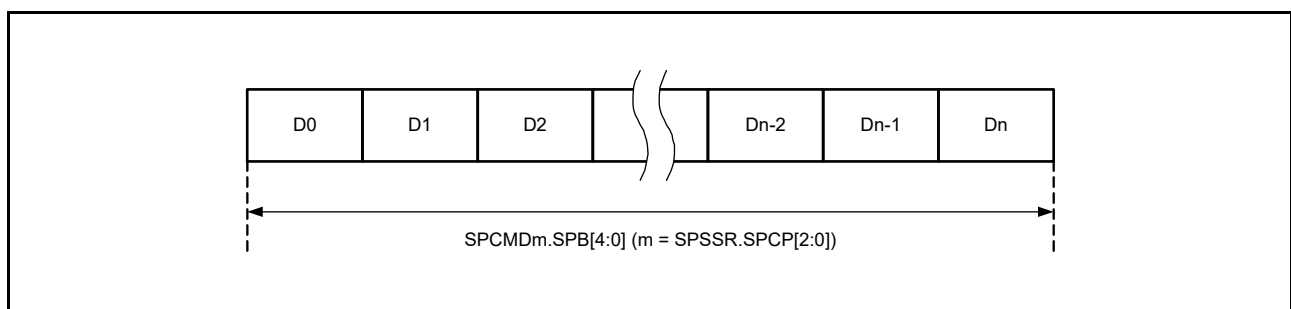 D0 D1 D2 Dn-2 Dn-1 Dn
SPCMDm.SPB[4:0] (m = SPSSR.SPCP[2:0])